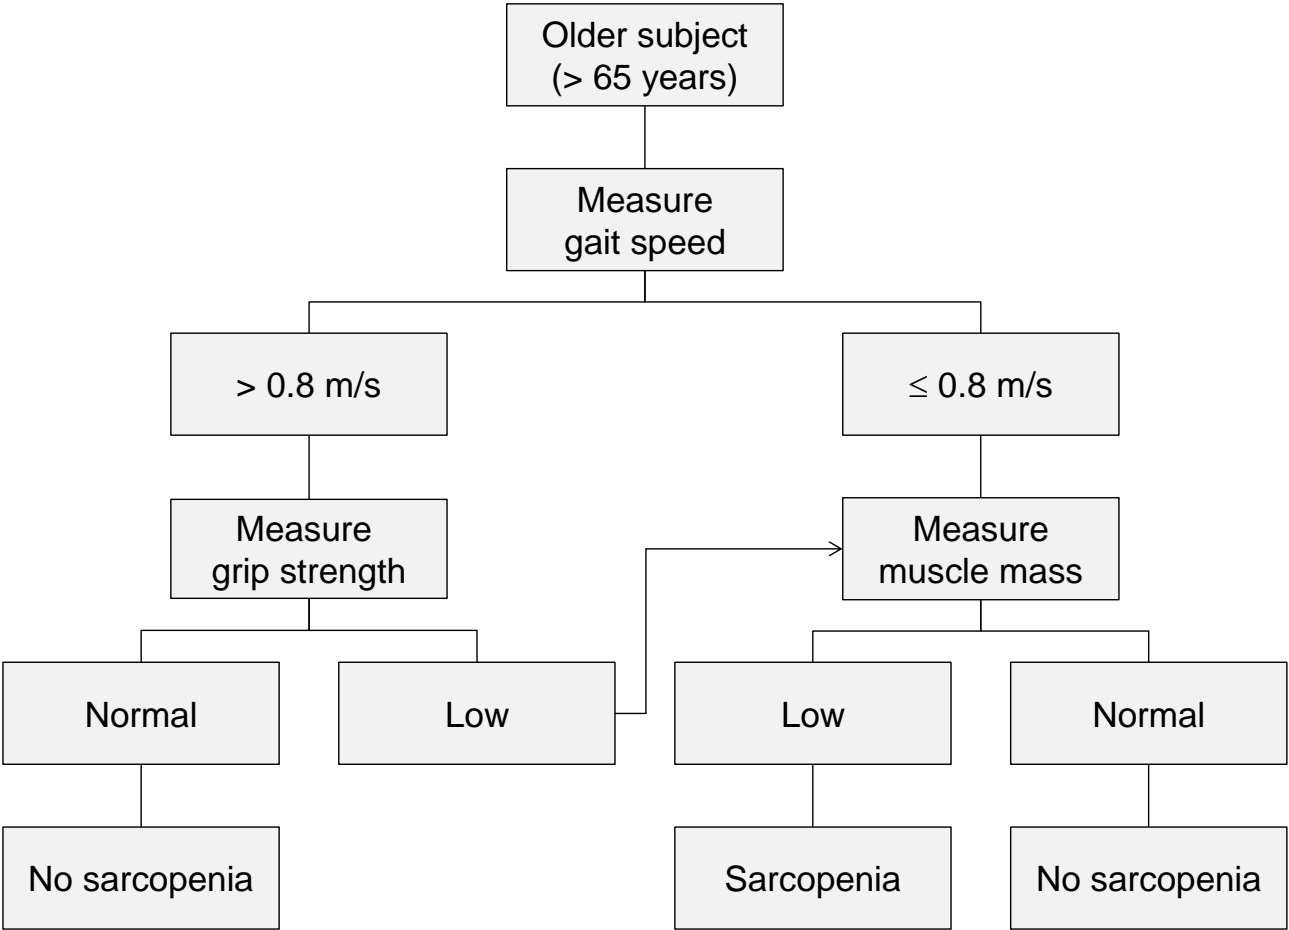 Older subject
(> 65 years)
Measure
gait speed
> 0.8 m/s
≤ 0.8 m/s
Measure
grip strength
Measure
muscle mass
Normal
Low
Low
Normal
No sarcopenia
Sarcopenia
No sarcopenia